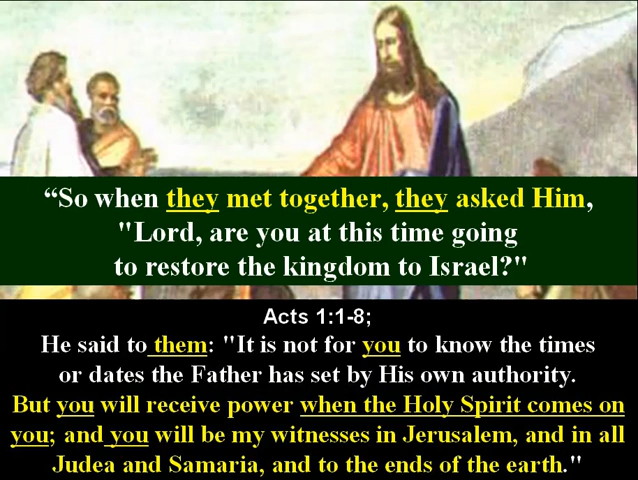 “So when they met together, they asked Him,
"Lord, are you at this time going
to restore the kingdom to Israel?"
Acts 1:1-8;
He said to them: "It is not for you to know the times
or dates the Father has set by His own authority.
But you will receive power when the Holy Spirit comes on
you; and you will be my witnesses in Jerusalem, and in all
Judea and Samaria, and to the ends of the earth."